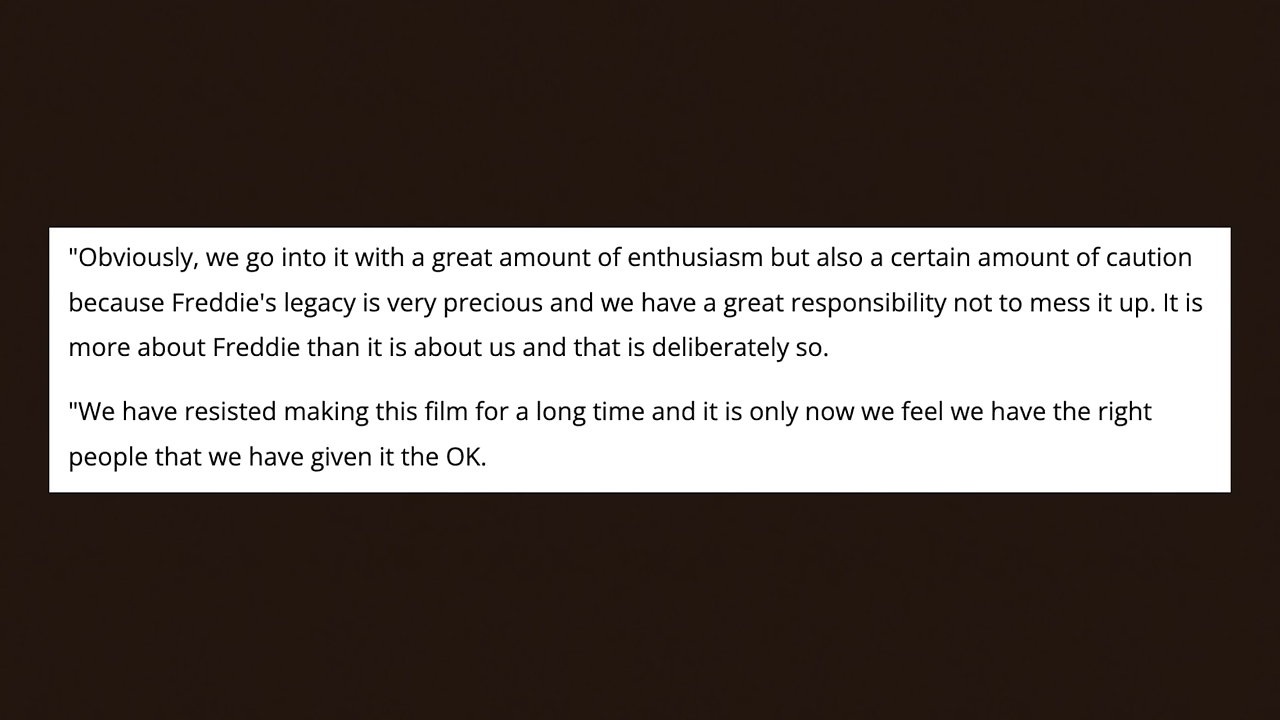 "Obviously, we go into it with a great amount of enthusiasm but also a certain amount of caution
because Freddie's legacy is very precious and we have a great responsibility not to mess it up. It is
more about Freddie than it is about us and that is deliberately so.
"We have resisted making this film for a long time and it is only now we feel we have the right
people that we have given it the OK.